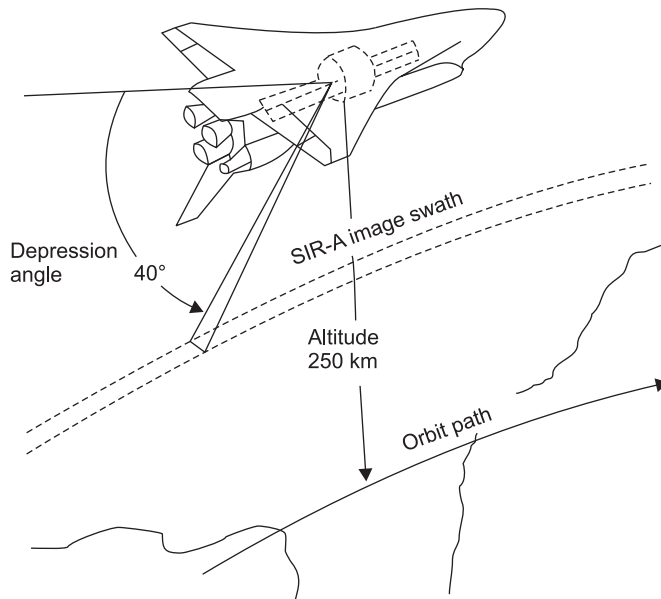 SIR-A image swath
Depression
angle
40°
Altitude
250 km
Orbit path